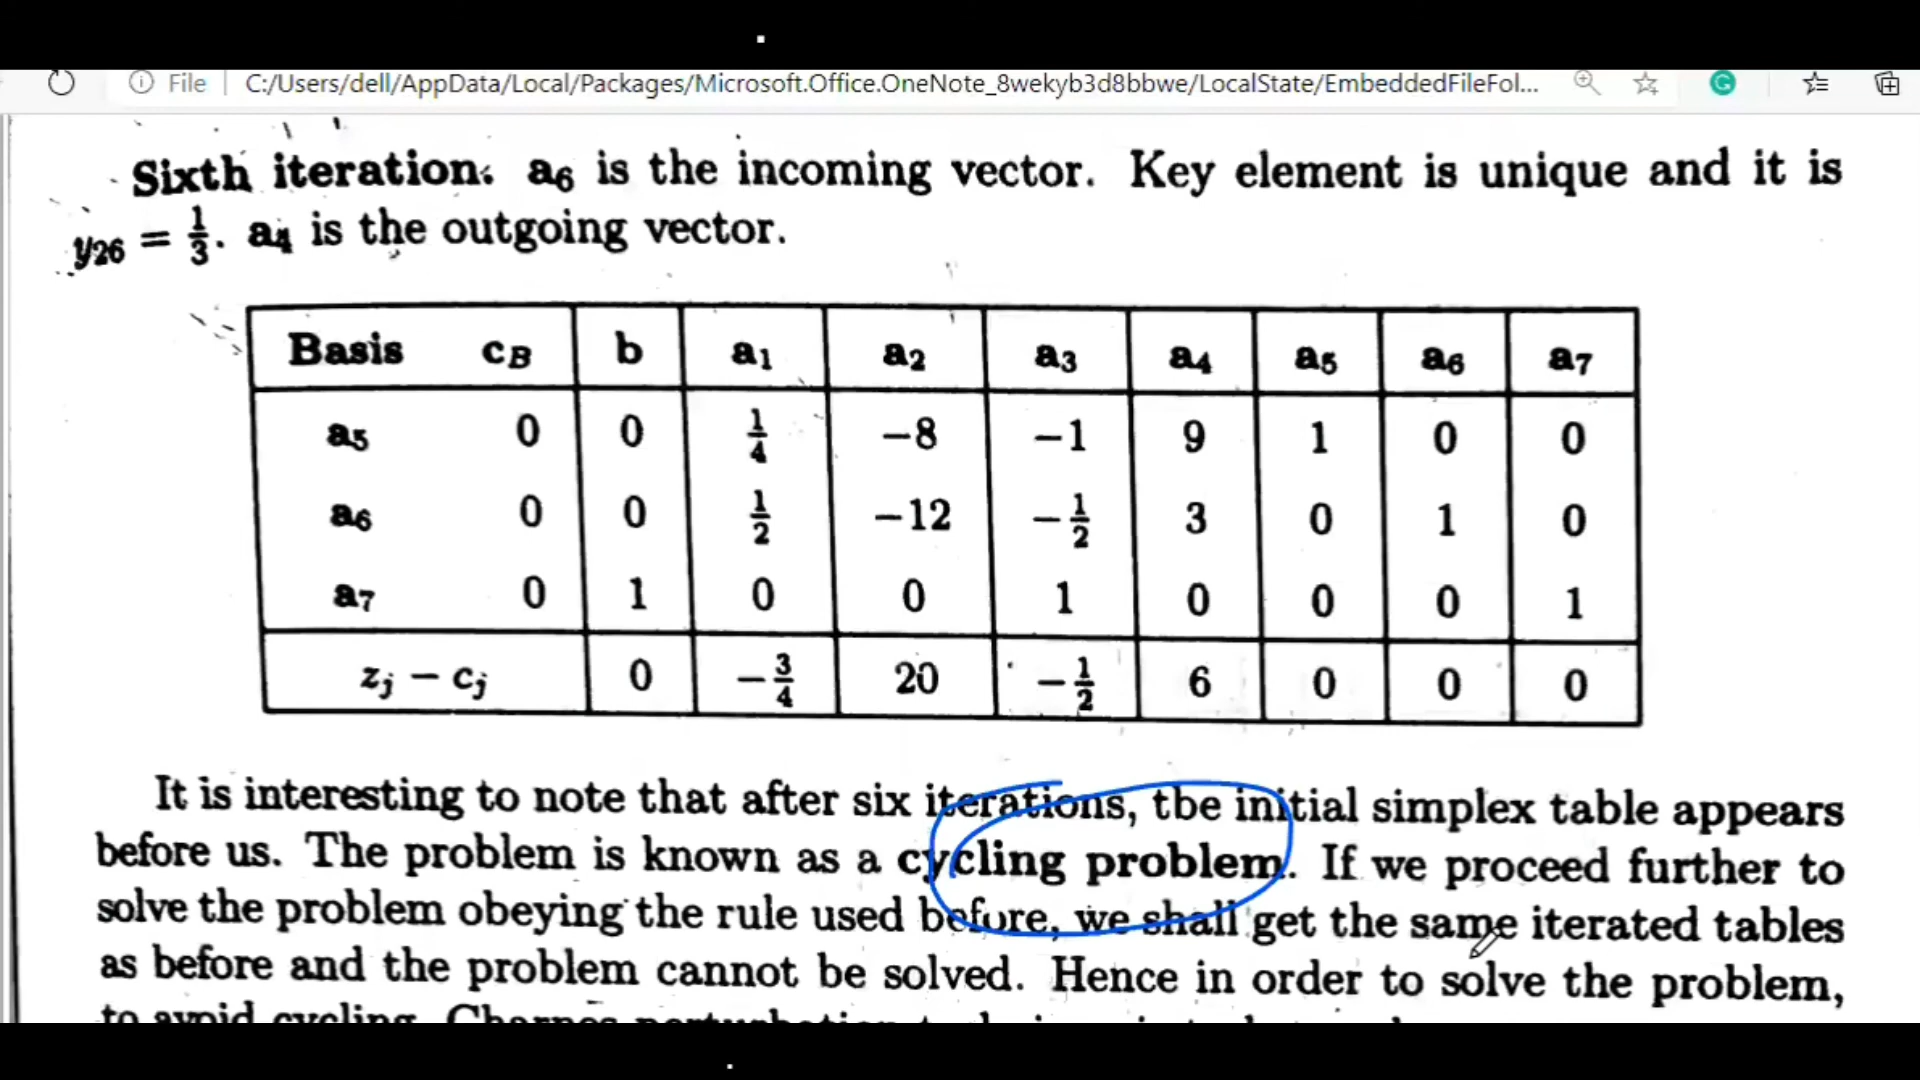 File C:/Users/dell/AppData/Local/Packages/Microsoft.Office.OneNote_8wekyb3d8bbwe/LocalState/EmbeddedFileFol...
Sixth iteration. a6 is the incoming vector. Key element is unique and it is
y26 = 1/3. a4 is the outgoing vector.
Basis cB b a1 a2 a3 a4 a5 a6 a7
a5 0 0 1/4 −8 −1 9 1 0 0
a6 0 0 1/2 −12 −1/2 3 0 1 0
a7 0 1 0 0 1 0 0 0 1
zj − cj 0 −3/4 20 −1/2 6 0 0 0
It is interesting to note that after six iterations, tbe initial simplex table appears
before us. The problem is known as a cycling problem. If we proceed further to
solve the problem obeying the rule used before, we shall get the same iterated tables
as before and the problem cannot be solved. Hence in order to solve the problem,
to avoid cycling